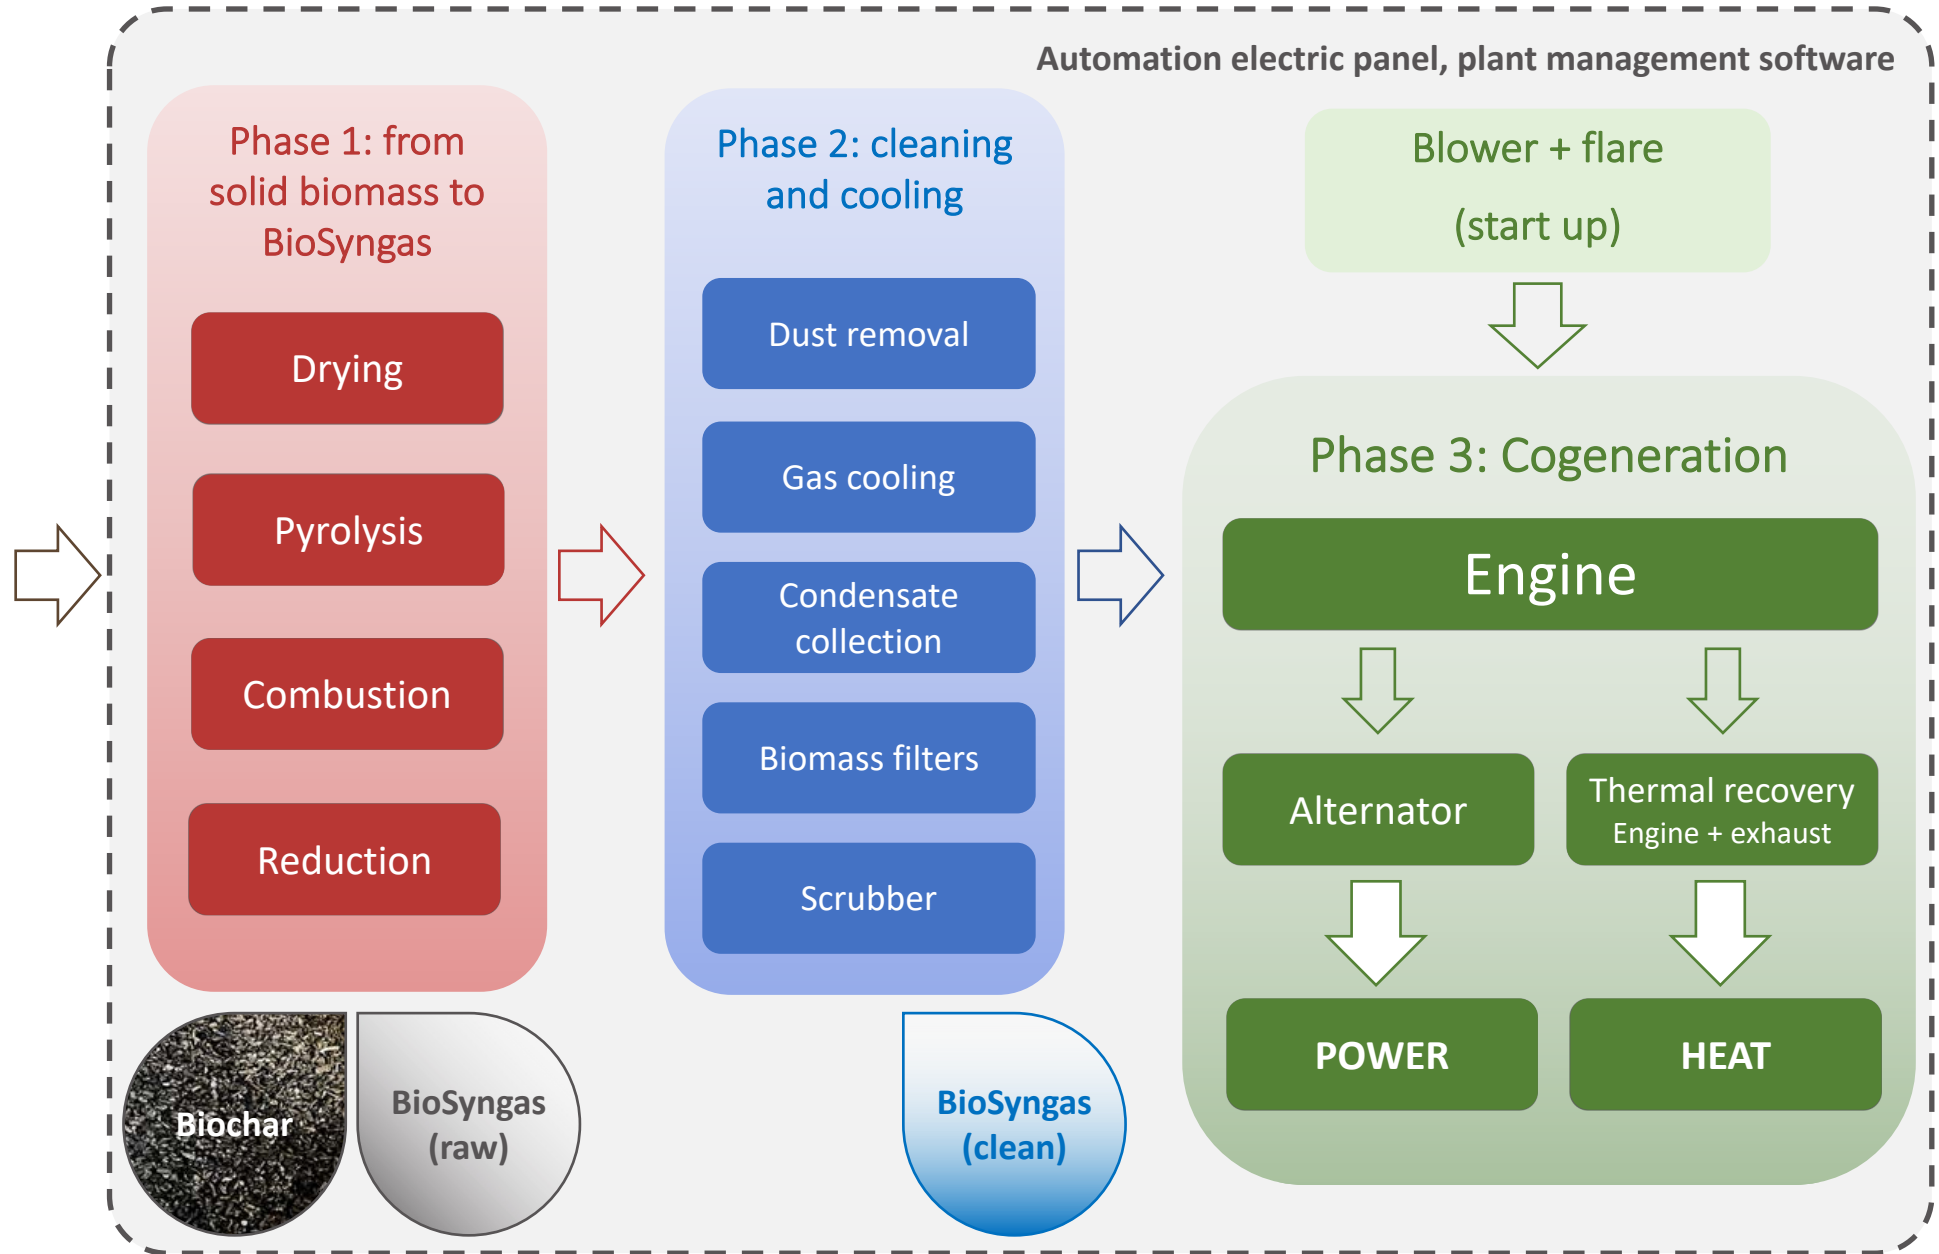 Automation electric panel, plant management software
Phase 1: from
solid biomass to
BioSyngas
Drying
Pyrolysis
Combustion
Reduction
Biochar
BioSyngas
(raw)
Phase 2: cleaning
and cooling
Dust removal
Gas cooling
Condensate
collection
Biomass filters
Scrubber
BioSyngas
(clean)
Blower + flare
(start up)
Phase 3: Cogeneration
Engine
Alternator
Thermal recovery
Engine + exhaust
POWER
HEAT